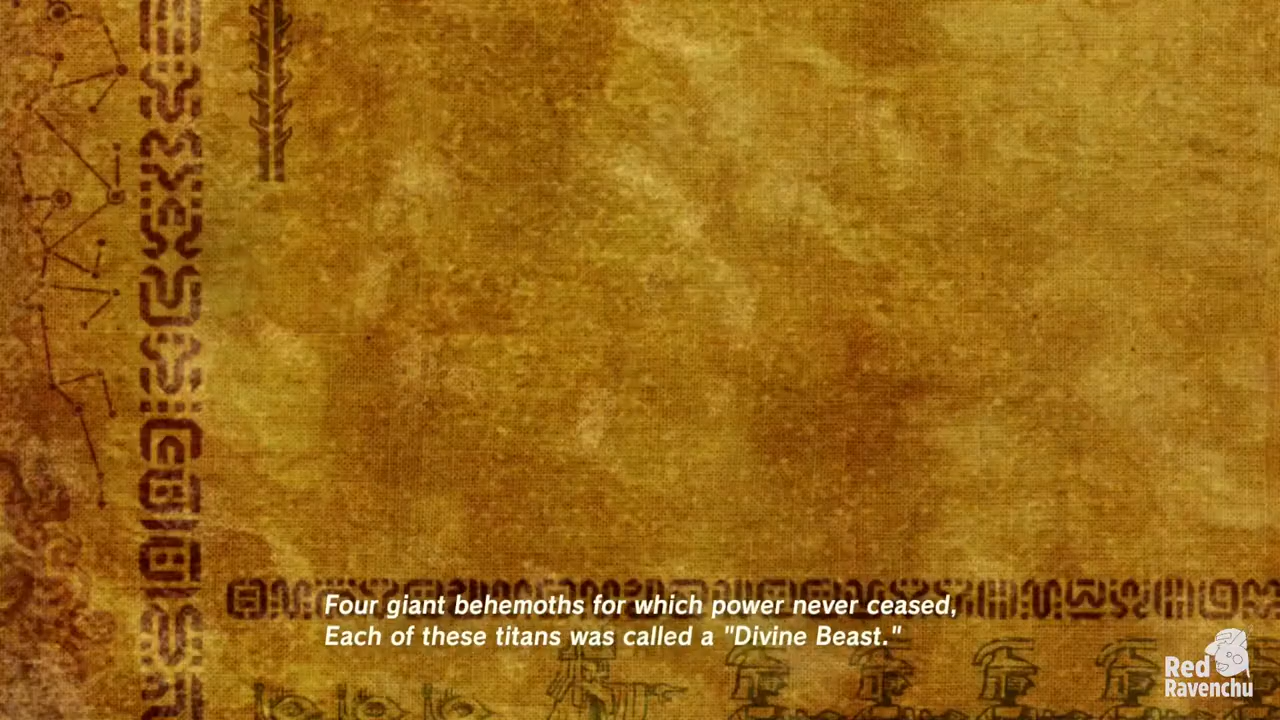 Four giant behemoths for which power never ceased,
Each of these titans was called a "Divine Beast."
Red
Ravenchu